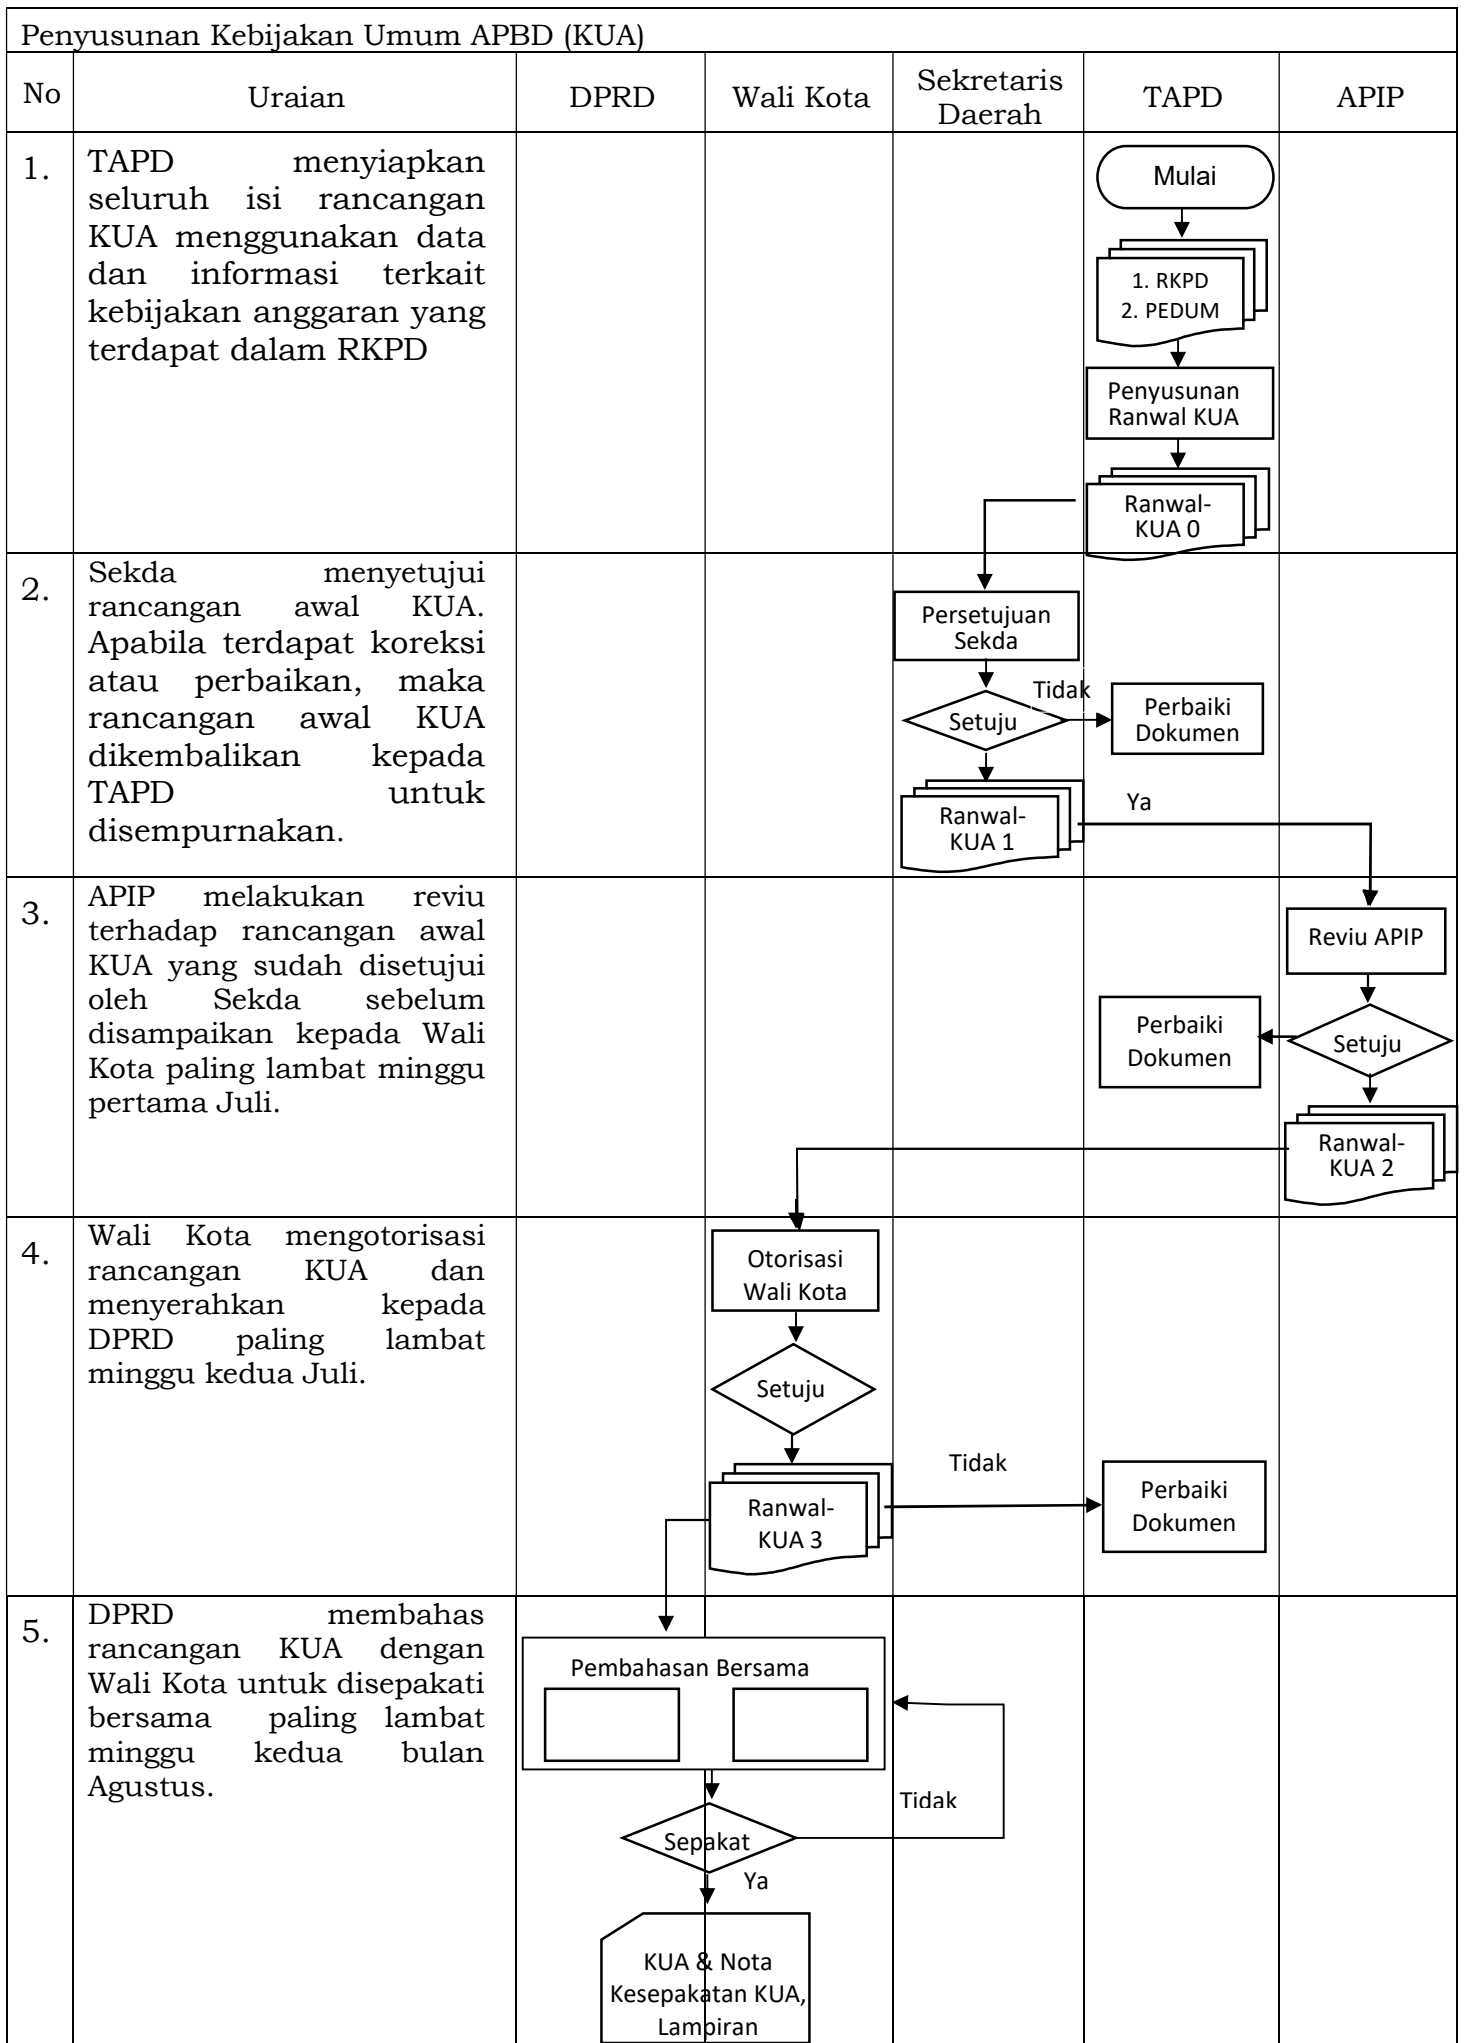 Penyusunan Kebijakan Umum APBD (KUA)
No
Uraian
DPRD
Wali Kota
Sekretaris
Daerah
TAPD
APIP
1.
TAPD menyiapkan
seluruh isi rancangan
KUA menggunakan data
dan informasi terkait
kebijakan anggaran yang
terdapat dalam RKPD
Mulai
1. RKPD
2. PEDUM
Penyusunan
Ranwal KUA
Ranwal-
KUA 0
2.
Sekda menyetujui
rancangan awal KUA.
Apabila terdapat koreksi
atau perbaikan, maka
rancangan awal KUA
dikembalikan kepada
TAPD untuk
disempurnakan.
Persetujuan
Sekda
Setuju
Tidak
Perbaiki
Dokumen
Ranwal-
KUA 1
Ya
3.
APIP melakukan reviu
terhadap rancangan awal
KUA yang sudah disetujui
oleh Sekda sebelum
disampaikan kepada Wali
Kota paling lambat minggu
pertama Juli.
Reviu APIP
Setuju
Perbaiki
Dokumen
Ranwal-
KUA 2
4.
Wali Kota mengotorisasi
rancangan KUA dan
menyerahkan kepada
DPRD paling lambat
minggu kedua Juli.
Otorisasi
Wali Kota
Setuju
Ranwal-
KUA 3
Tidak
Perbaiki
Dokumen
5.
DPRD membahas
rancangan KUA dengan
Wali Kota untuk disepakati
bersama paling lambat
minggu kedua bulan
Agustus.
Pembahasan Bersama
Sepakat
Tidak
Ya
KUA & Nota
Kesepakatan KUA,
Lampiran